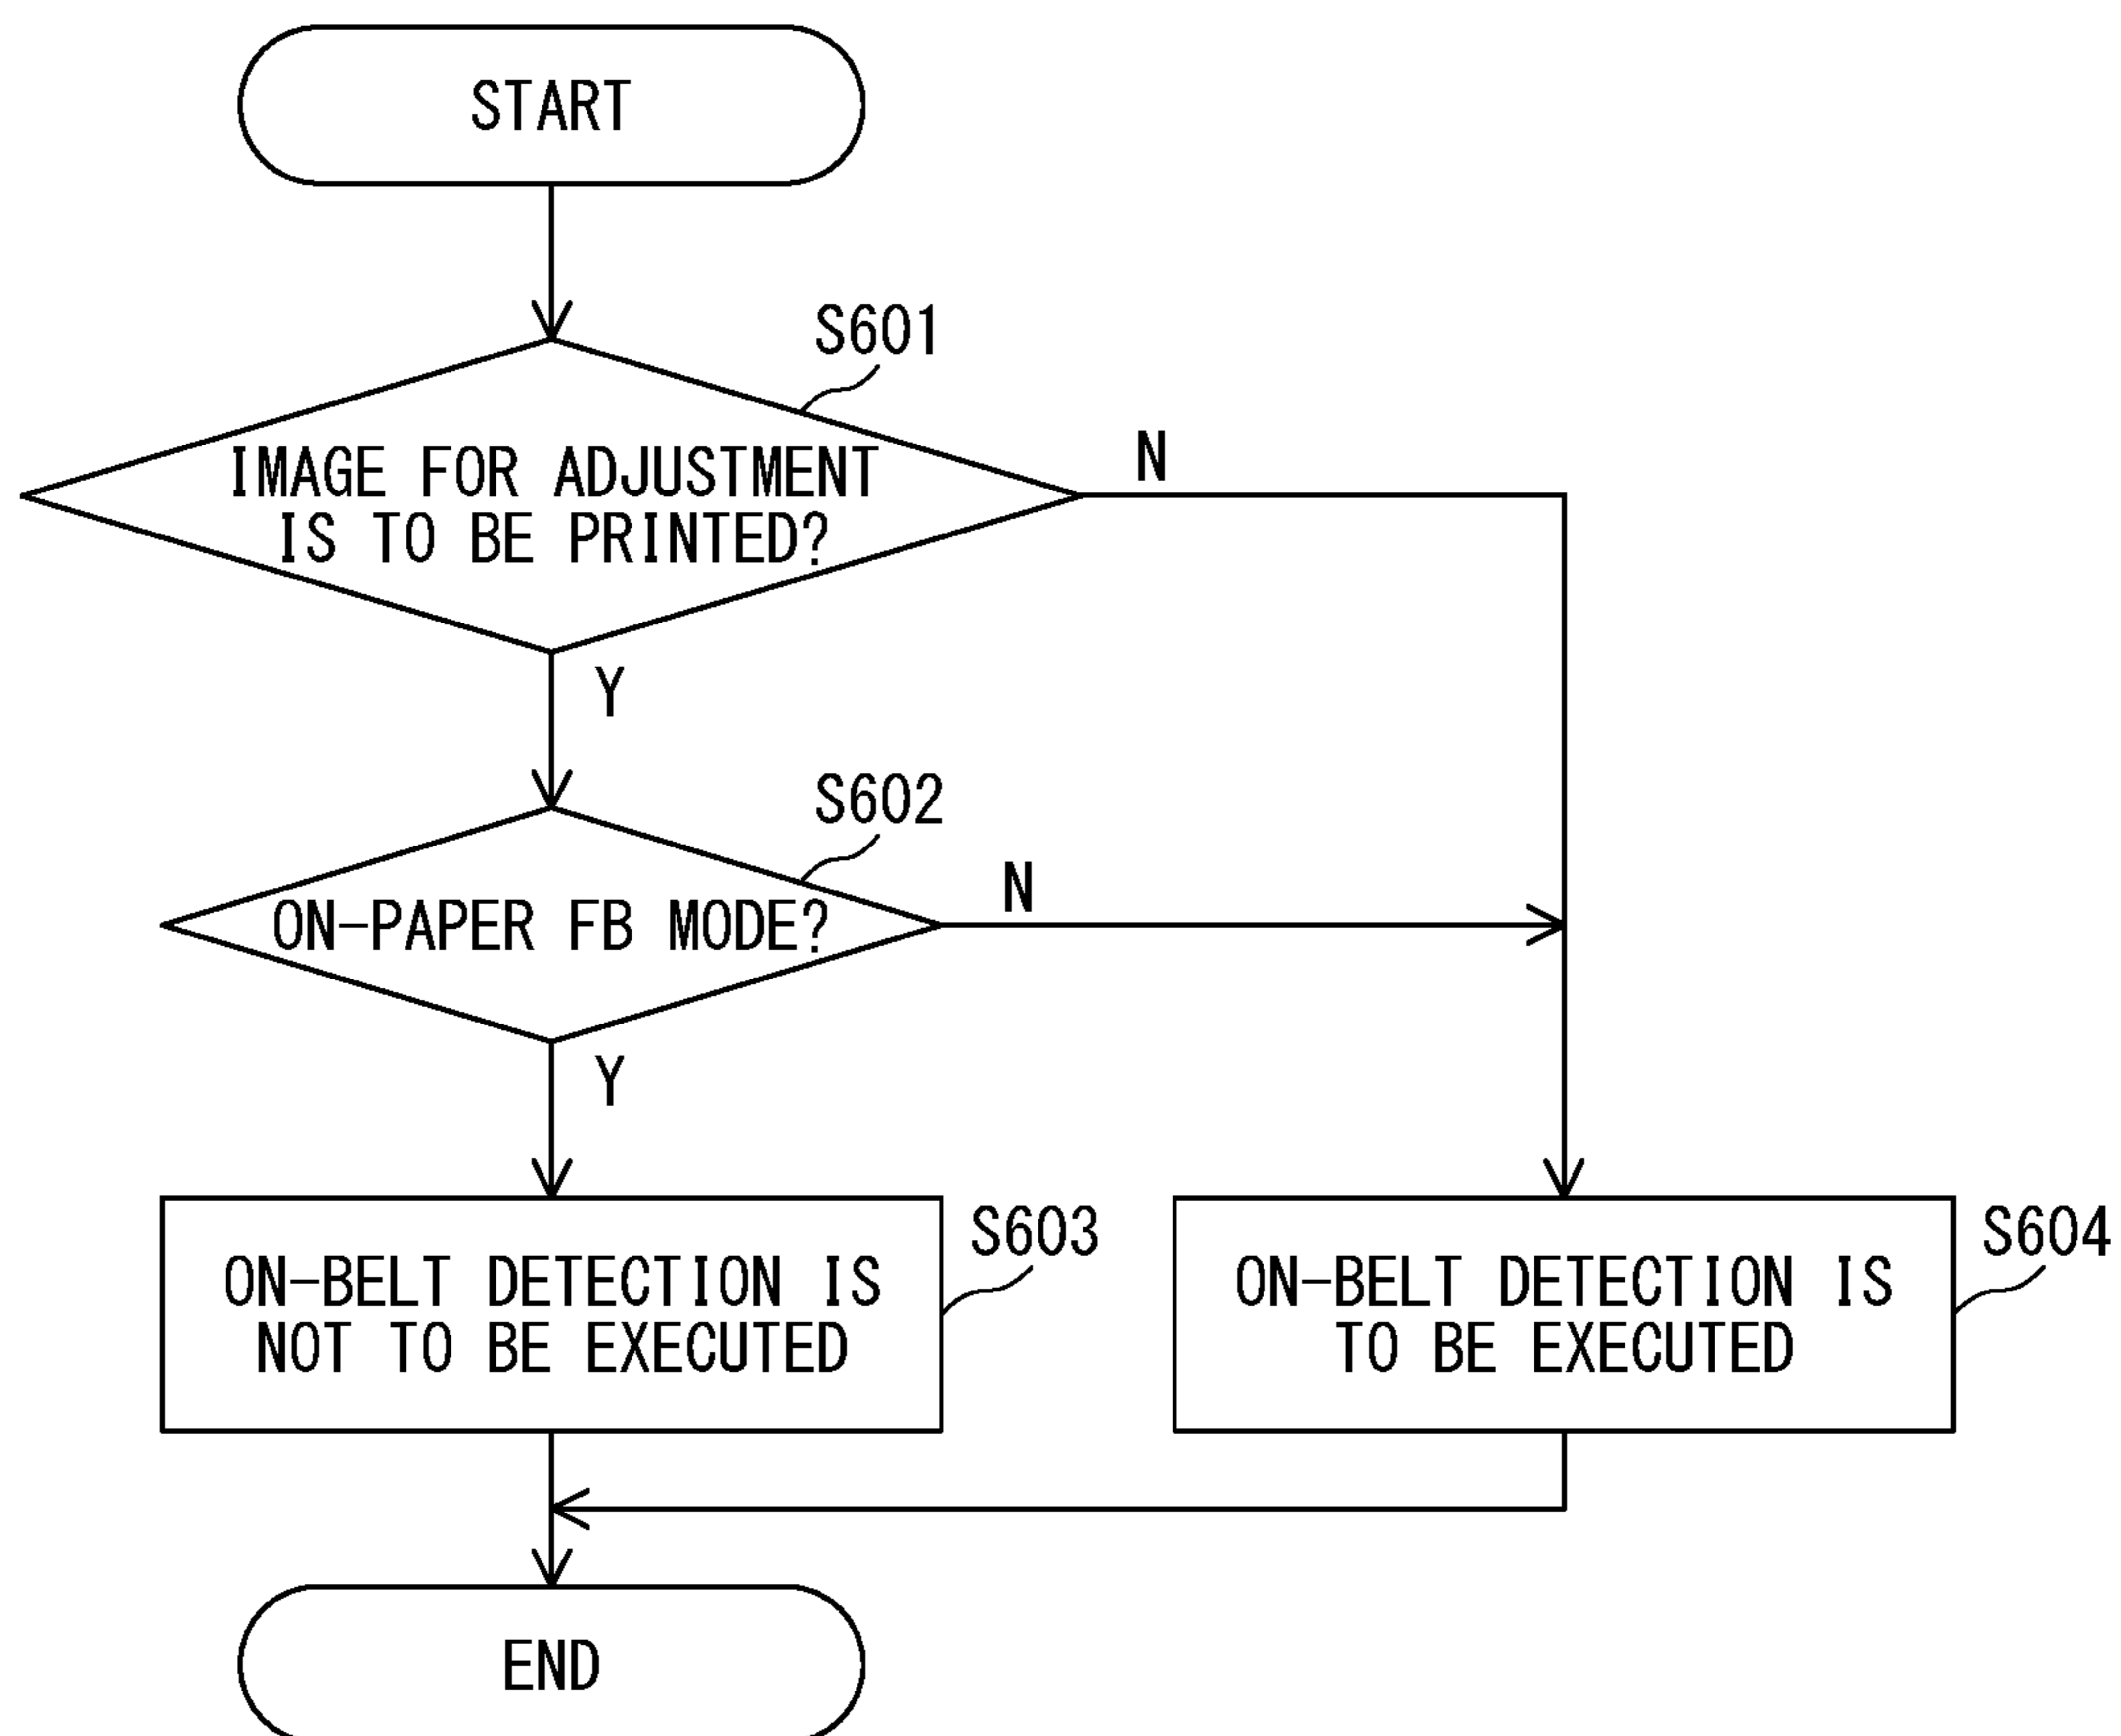 START
S601
IMAGE FOR ADJUSTMENT
IS TO BE PRINTED?
N
Y
S602
ON-PAPER FB MODE?
N
Y
S603
ON-BELT DETECTION IS
NOT TO BE EXECUTED
S604
ON-BELT DETECTION IS
TO BE EXECUTED
END